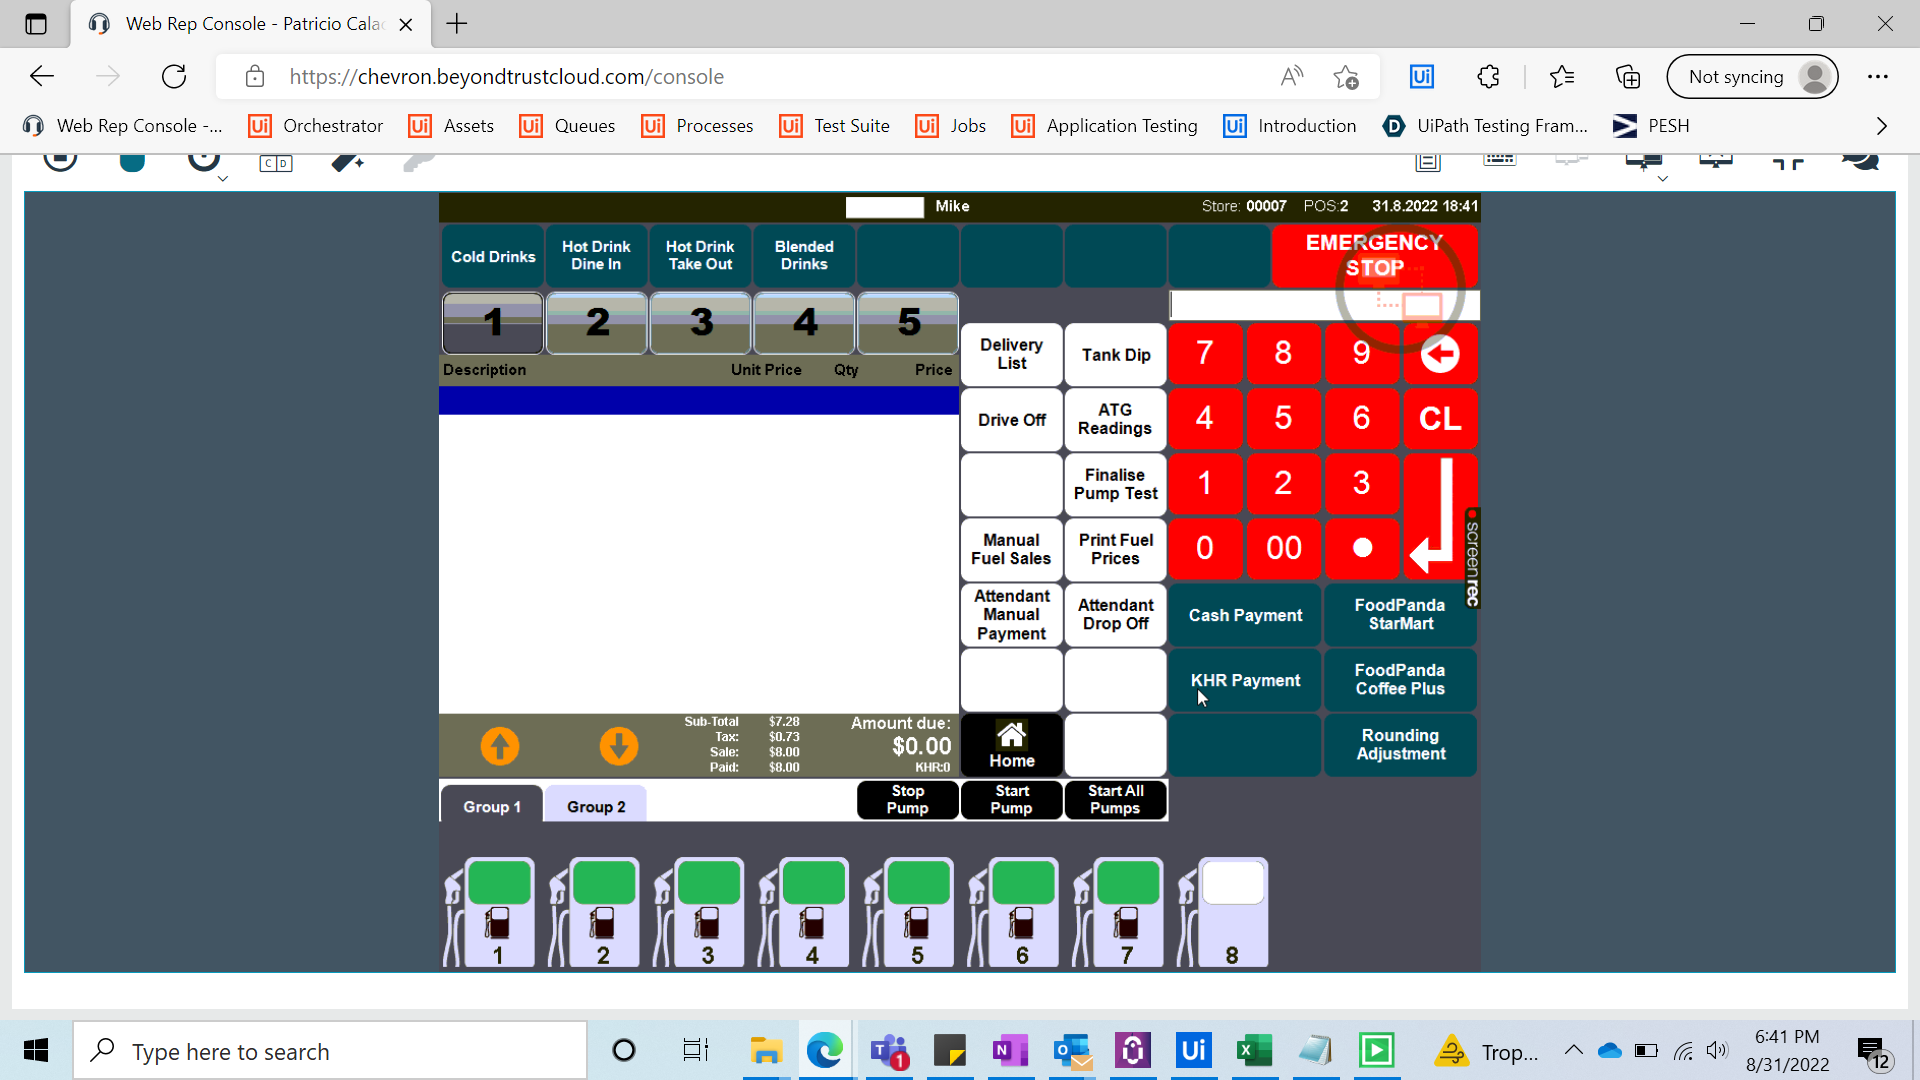 Web Rep Console - Patricio Cala
https://chevron.beyondtrustcloud.com/console
Not syncing
Web Rep Console -... Orchestrator Assets Queues Processes Test Suite Jobs Application Testing Introduction UiPath Testing Fram... PESH
C D
Mike Store: 00007 POS:2 31.8.2022 18:41
Cold Drinks
Hot Drink
Dine In
Hot Drink
Take Out
Blended
Drinks
EMERGENCY
STOP
1 2 3 4 5
Description Unit Price Qty Price
Delivery
List
Tank Dip
7 8 9
Drive Off
ATG
Readings
4 5 6 CL
Finalise
Pump Test
1 2 3
Manual
Fuel Sales
Print Fuel
Prices
0 00
screenrec
Attendant
Manual
Payment
Attendant
Drop Off
Cash Payment
FoodPanda
StarMart
KHR Payment
FoodPanda
Coffee Plus
Sub-Total $7.28
Tax: $0.73
Sale: $8.00
Paid: $8.00
Amount due:
$0.00
KHR:0
Home
Rounding
Adjustment
Group 1 Group 2
Stop
Pump
Start
Pump
Start All
Pumps
1 2 3 4 5 6 7 8
Type here to search
1
Ui
Trop...
6:41 PM
8/31/2022
12